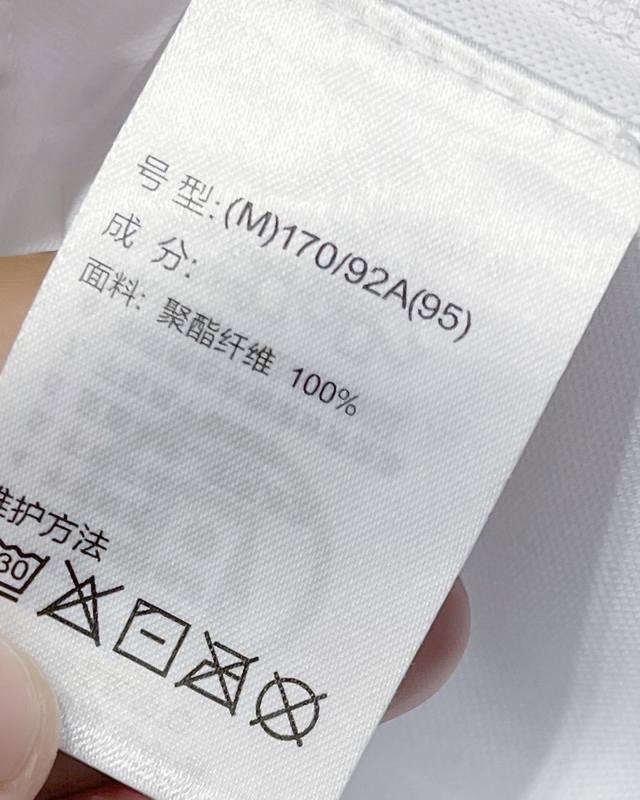 号 型: (M)170/92A(95)
成 分:
面料: 聚酯纤维 100%
维护方法
30